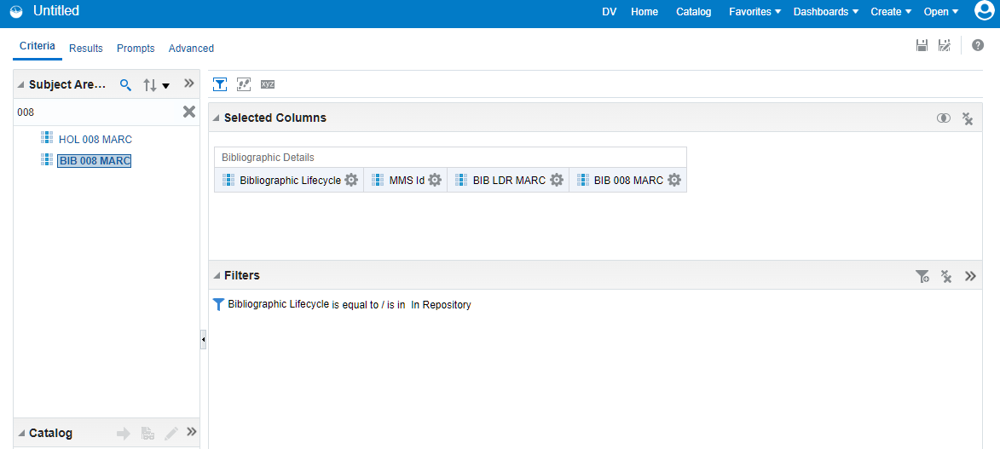 Untitled
DV Home Catalog Favorites Dashboards Create Open
Criteria Results Prompts Advanced
Subject Are...
008
HOL 008 MARC
BIB 008 MARC
xyz
Selected Columns
Bibliographic Details
Bibliographic Lifecycle MMS Id BIB LDR MARC BIB 008 MARC
Filters
Bibliographic Lifecycle is equal to / is in In Repository
Catalog